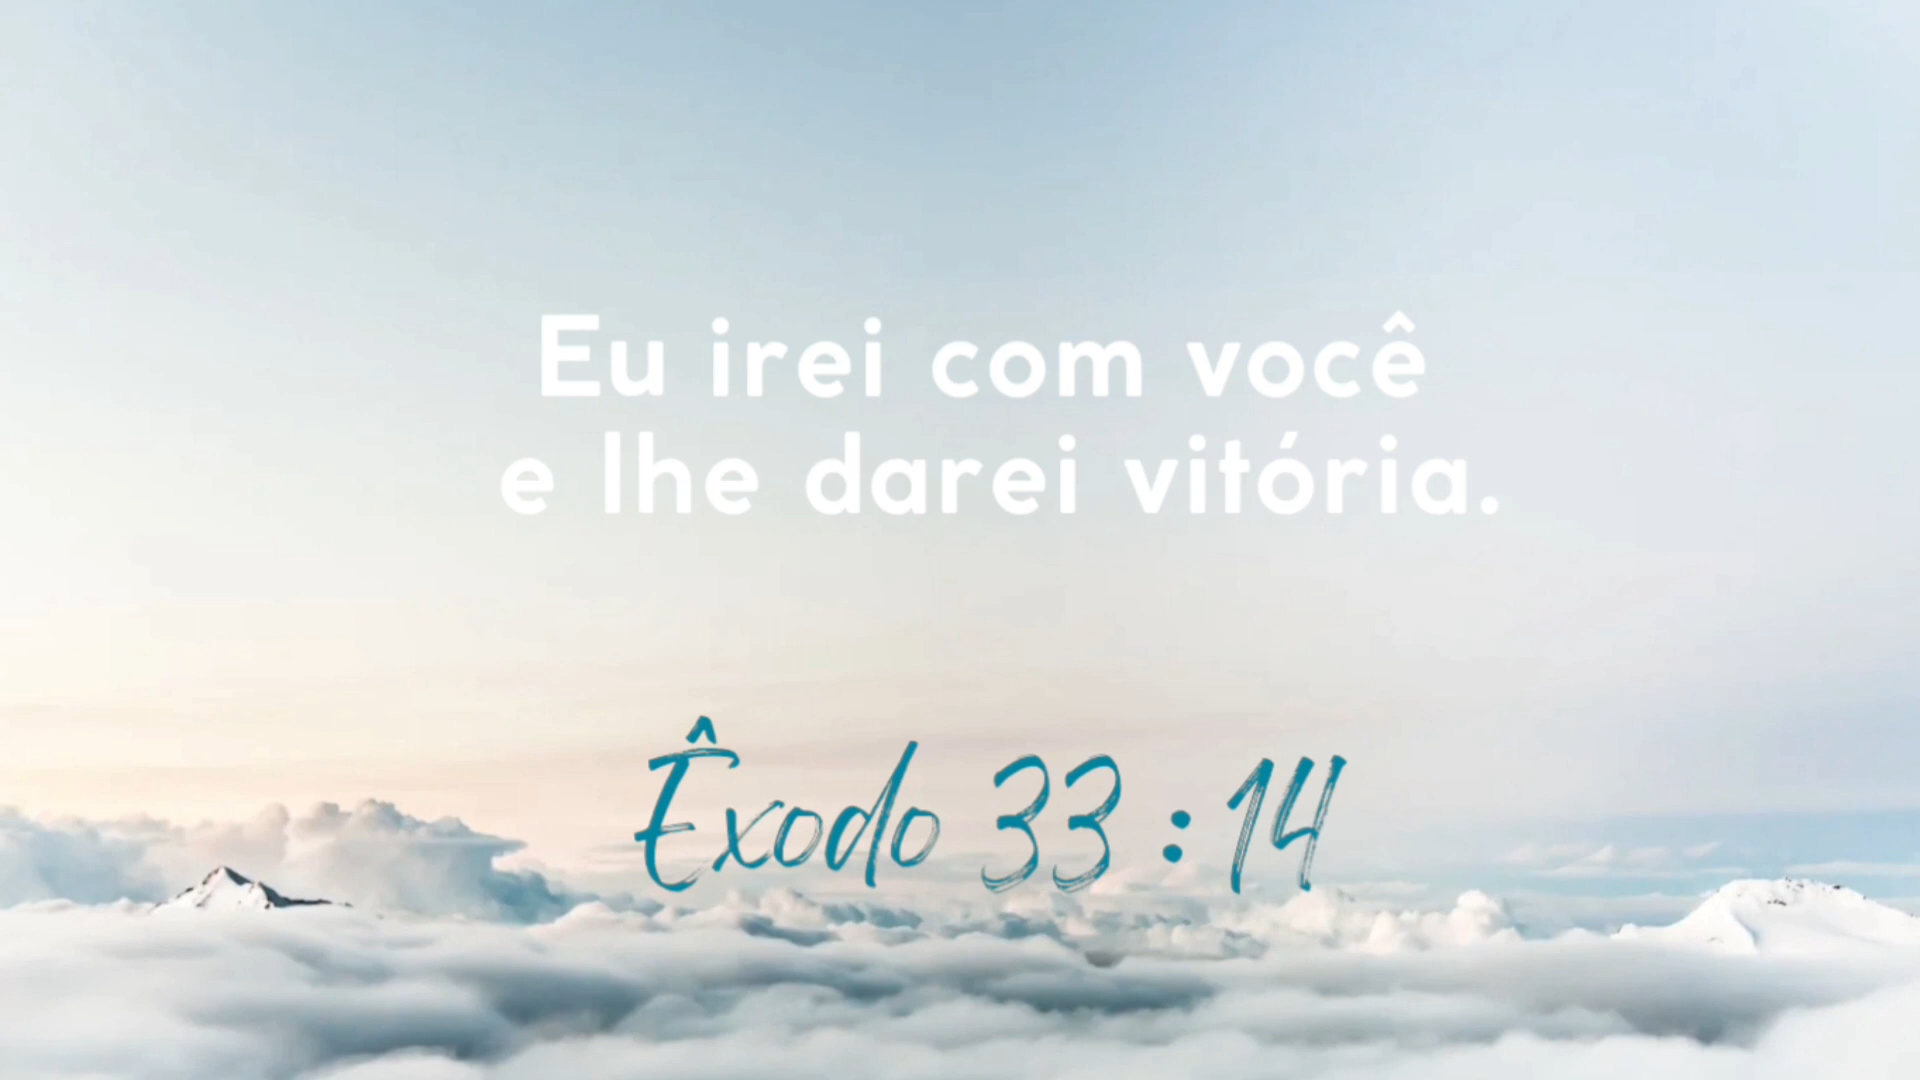 Eu irei com você
e lhe darei vitória.
Êxodo 33 : 14